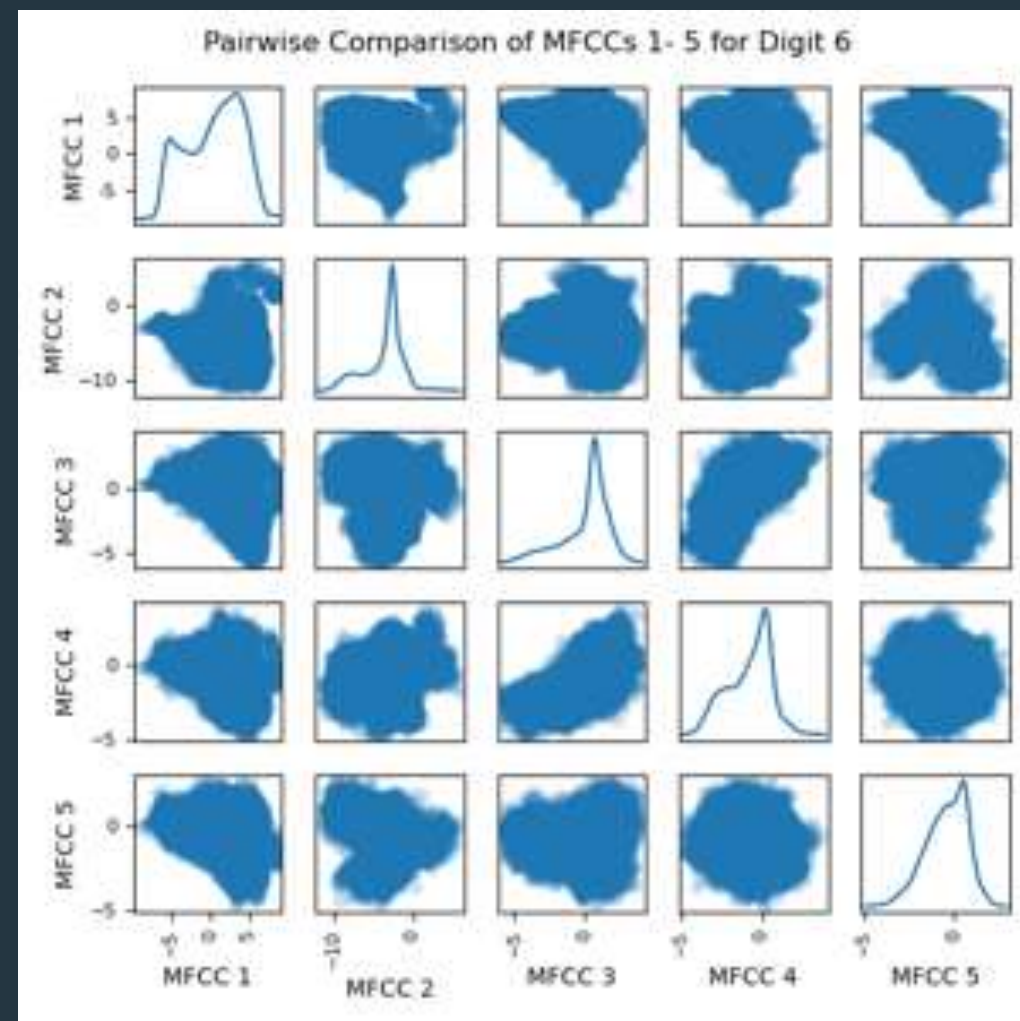 Pairwise Comparison of MFCCs 1- 5 for Digit 6
MFCC 1
5
0
-5
MFCC 2
0
-10
MFCC 3
0
-5
MFCC 4
0
-5
MFCC 5
0
-5
-5 0 5 -10 0 -5 0 -5 0 -5 0
MFCC 1 MFCC 2 MFCC 3 MFCC 4 MFCC 5